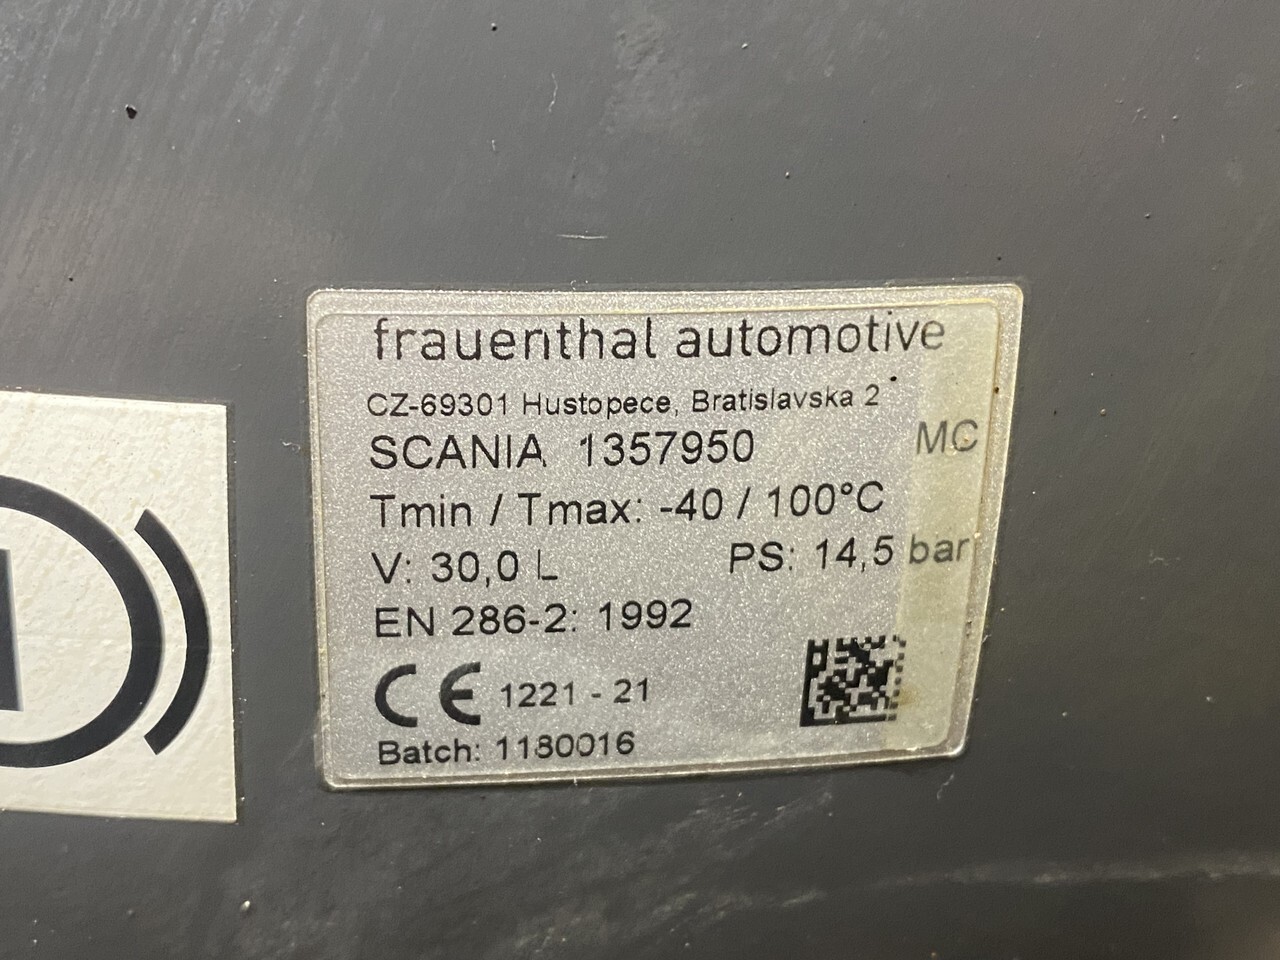 frauenthal automotive
CZ-69301 Hustopece, Bratislavska 2
SCANIA 1357950 MC
Tmin / Tmax: -40 / 100°C
V: 30,0 L PS: 14,5 bar
EN 286-2: 1992
CE 1221 - 21
Batch: 1180016